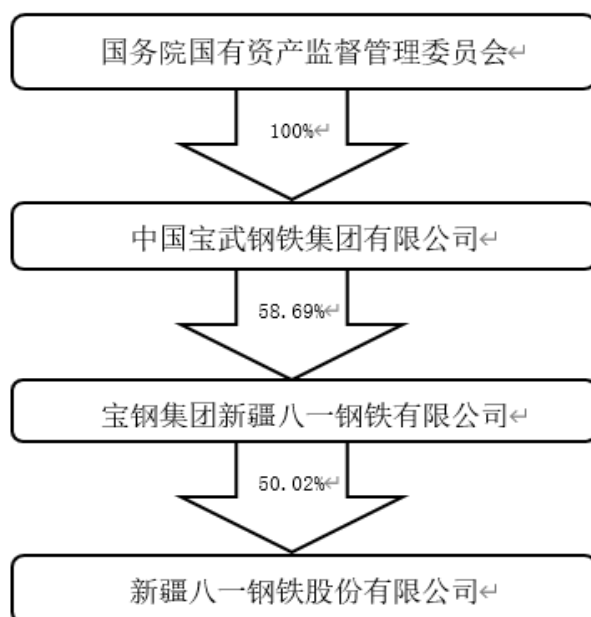 国务院国有资产监督管理委员会↵
100%↵
中国宝武钢铁集团有限公司↵
58.69%↵
宝钢集团新疆八一钢铁有限公司↵
50.02%↵
新疆八一钢铁股份有限公司↵